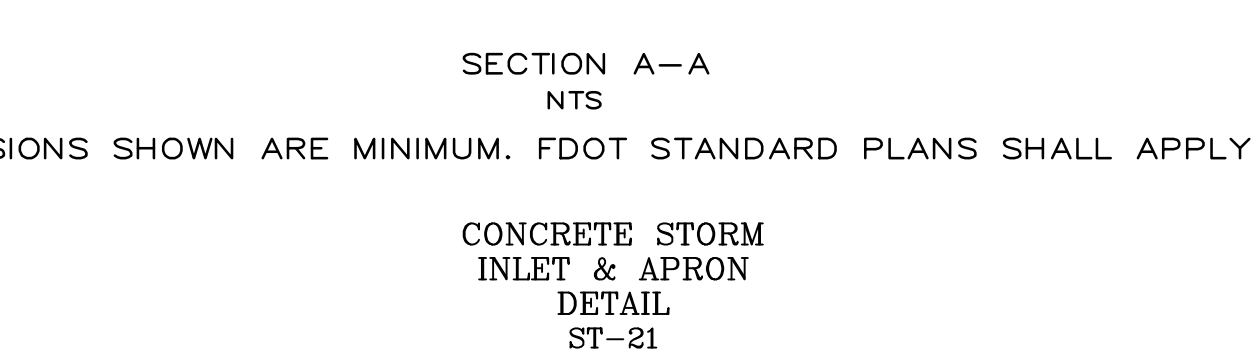 SECTION A-A
NTS
SIONS SHOWN ARE MINIMUM. FDOT STANDARD PLANS SHALL APPLY
CONCRETE STORM
INLET & APRON
DETAIL
ST-21